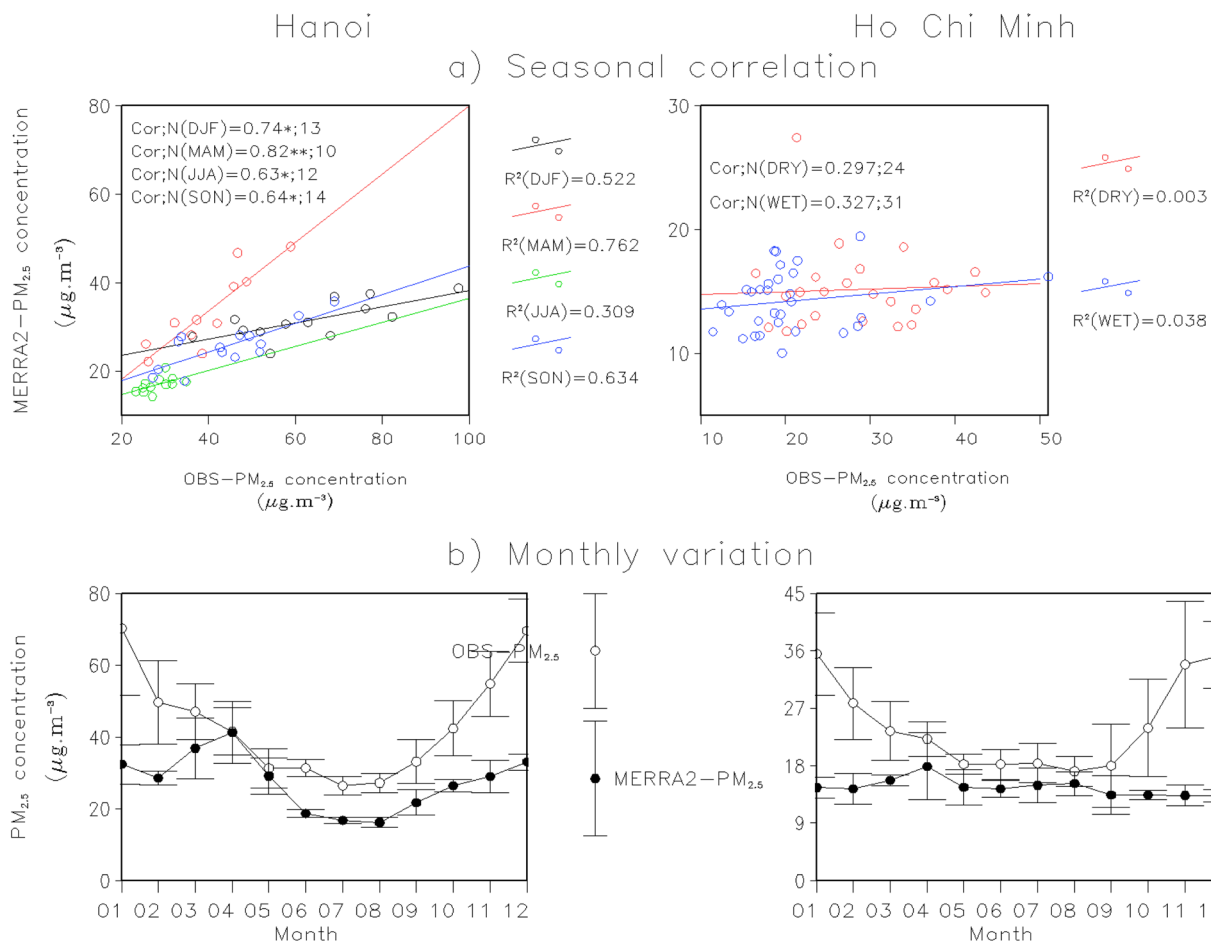 Hanoi
Ho Chi Minh
a) Seasonal correlation
MERRA2-PM2.5 concentration
(μg.m⁻³)
80
60
40
20
Cor;N(DJF)=0.74*;13
Cor;N(MAM)=0.82**;10
Cor;N(JJA)=0.63*;12
Cor;N(SON)=0.64*;14
20 40 60 80 100
OBS-PM2.5 concentration
(μg.m⁻³)
R²(DJF)=0.522
R²(MAM)=0.762
R²(JJA)=0.309
R²(SON)=0.634
30
20
10
Cor;N(DRY)=0.297;24
Cor;N(WET)=0.327;31
10 20 30 40 50
OBS-PM2.5 concentration
(μg.m⁻³)
R²(DRY)=0.003
R²(WET)=0.038
b) Monthly variation
PM2.5 concentration
(μg.m⁻³)
80
60
40
20
0
01 02 03 04 05 06 07 08 09 10 11 12
Month
OBS-PM2.5
MERRA2-PM2.5
45
36
27
18
9
0
01 02 03 04 05 06 07 08 09 10 11 1
Month